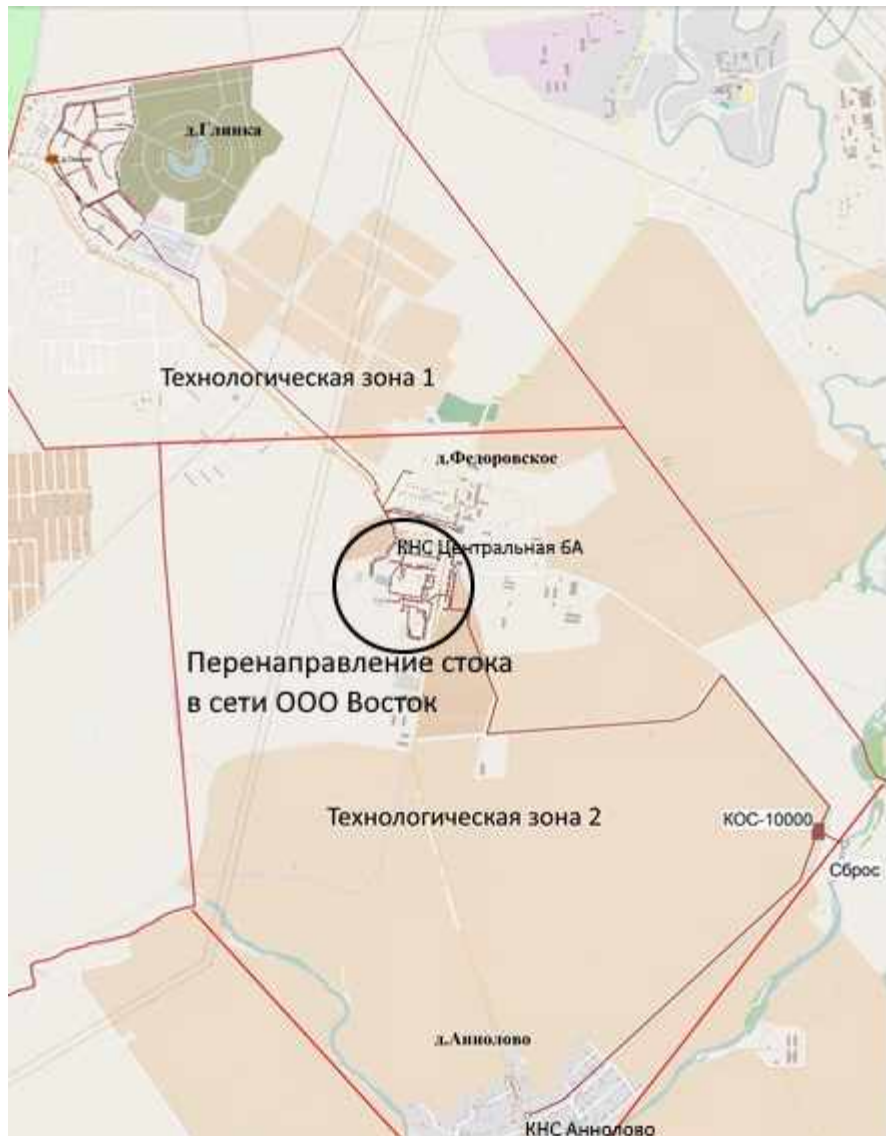 д.Глинка
Технологическая зона 1
д.Федоровское
КНС Центральная 6А
Перенаправление стока
в сети ООО Восток
Технологическая зона 2
КОС-10000
Сброс
д.Аннолово
КНС Аннолово